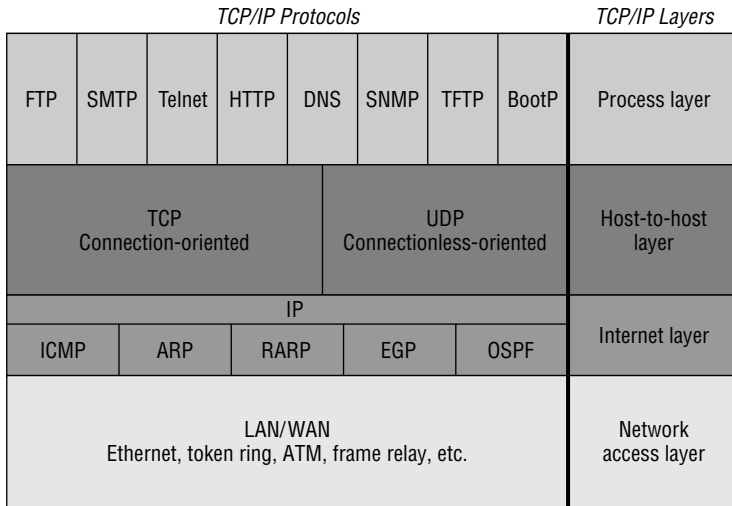 TCP/IP Protocols TCP/IP Layers
FTP SMTP Telnet HTTP DNS SNMP TFTP BootP Process layer
TCP
Connection-oriented
UDP
Connectionless-oriented
Host-to-host
layer
IP
ICMP ARP RARP EGP OSPF
Internet layer
LAN/WAN
Ethernet, token ring, ATM, frame relay, etc.
Network
access layer